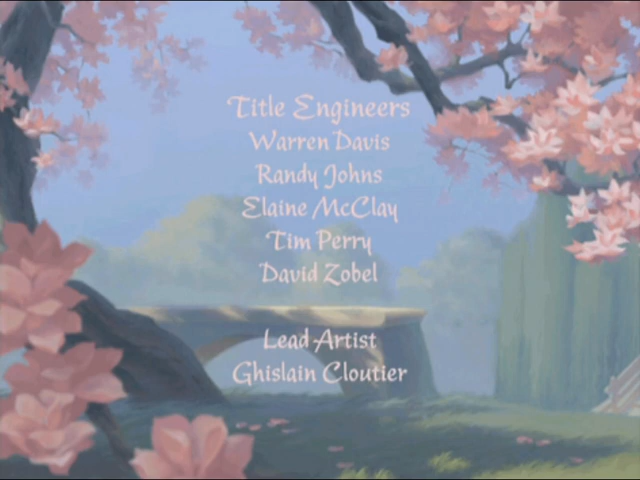 Title Engineers
Warren Davis
Randy Johns
Elaine McClay
Tim Perry
David Zobel
Lead Artist
Ghislain Cloutier